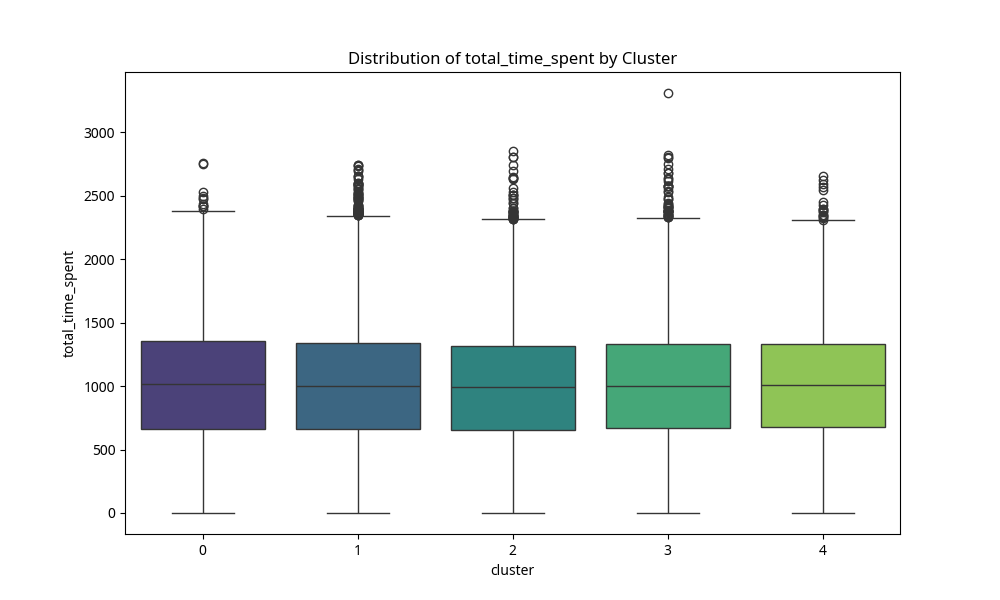 Distribution of total_time_spent by Cluster
3000
2500
2000
1500
1000
500
0
total_time_spent
0 1 2 3 4
cluster